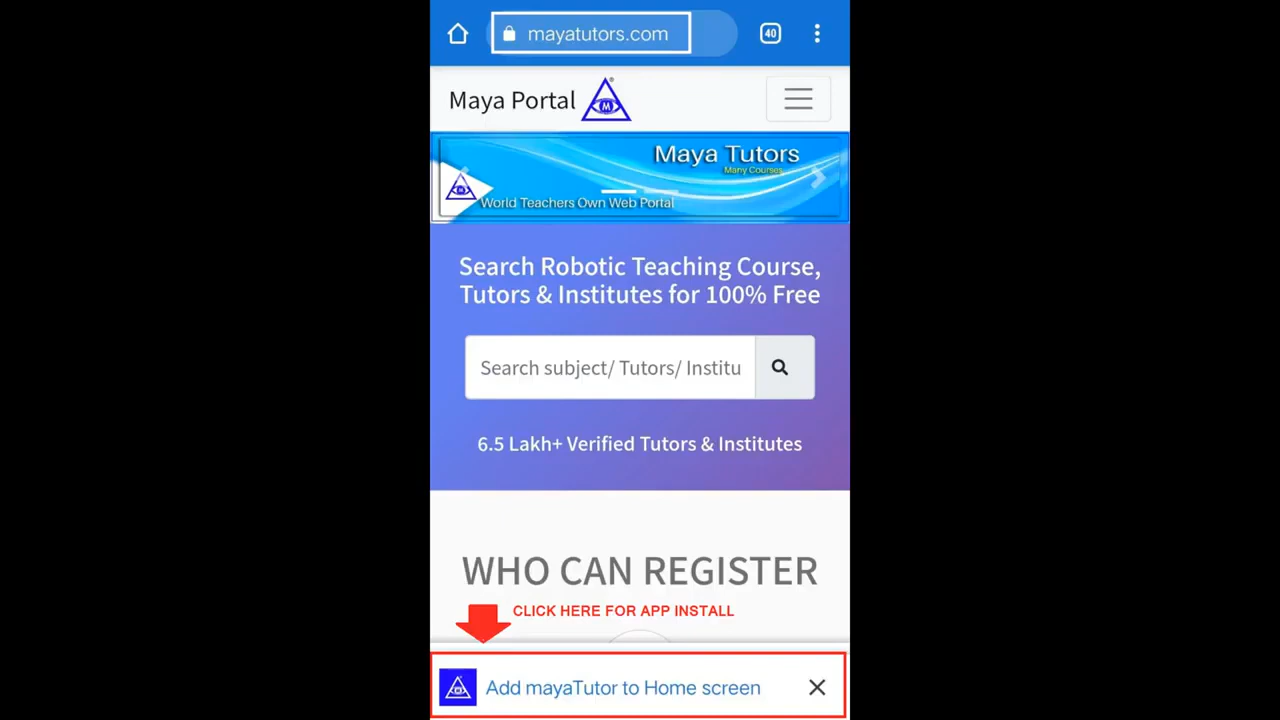 mayatutors.com
40
Maya Portal
M
Maya Tutors
Many Courses
World Teachers Own Web Portal
Search Robotic Teaching Course,
Tutors & Institutes for 100% Free
Search subject/ Tutors/ Institu
6.5 Lakh+ Verified Tutors & Institutes
WHO CAN REGISTER
CLICK HERE FOR APP INSTALL
Add mayaTutor to Home screen